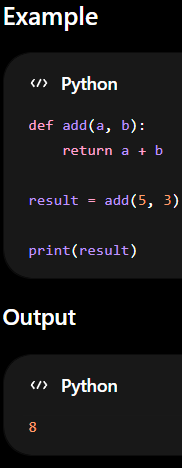 Example
</> Python
def add(a, b):
    return a + b
result = add(5, 3)
print(result)
Output
</> Python
8